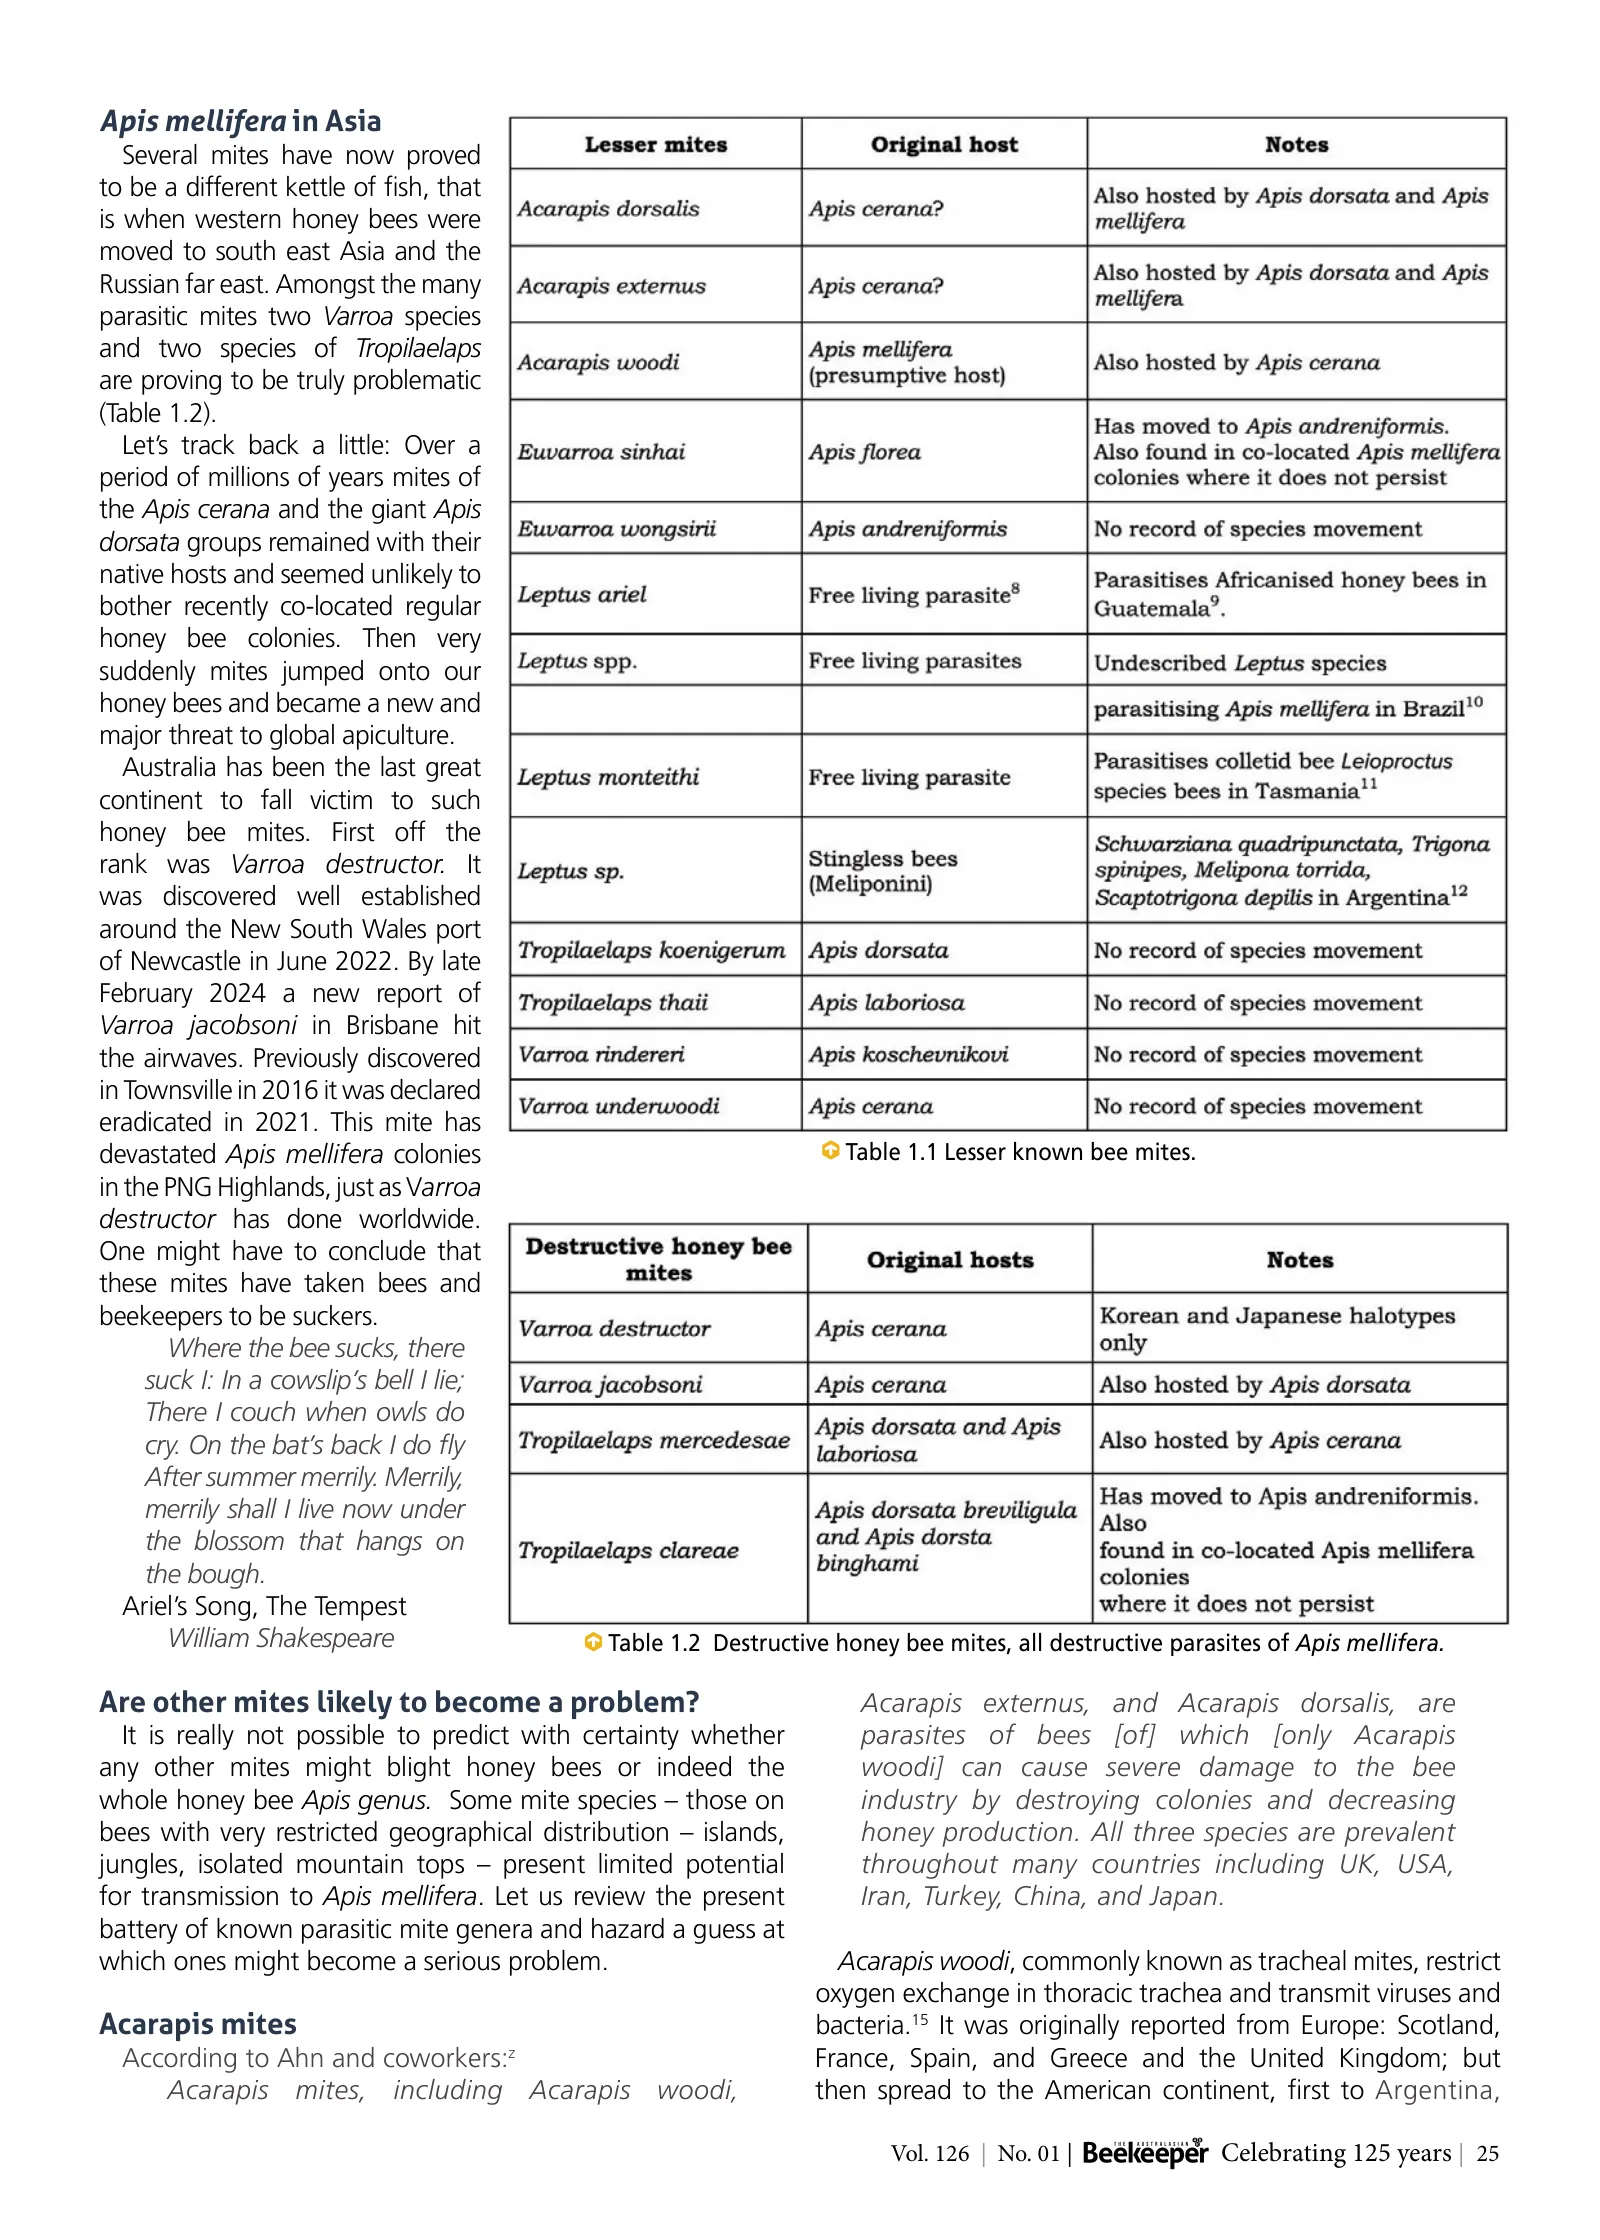 Apis mellifera in Asia
Several mites have now proved
to be a different kettle of fish, that
is when western honey bees were
moved to south east Asia and the
Russian far east. Amongst the many
parasitic mites two Varroa species
and two species of Tropilaelaps
are proving to be truly problematic
(Table 1.2).
Let's track back a little: Over a
period of millions of years mites of
the Apis cerana and the giant Apis
dorsata groups remained with their
native hosts and seemed unlikely to
bother recently co-located regular
honey bee colonies. Then very
suddenly mites jumped onto our
honey bees and became a new and
major threat to global apiculture.
Australia has been the last great
continent to fall victim to such
honey bee mites. First off the
rank was Varroa destructor. It
was discovered well established
around the New South Wales port
of Newcastle in June 2022. By late
February 2024 a new report of
Varroa jacobsoni in Brisbane hit
the airwaves. Previously discovered
in Townsville in 2016 it was declared
eradicated in 2021. This mite has
devastated Apis mellifera colonies
in the PNG Highlands, just as Varroa
destructor has done worldwide.
One might have to conclude that
these mites have taken bees and
beekeepers to be suckers.
Where the bee sucks, there
suck I: In a cowslip's bell I lie;
There I couch when owls do
cry. On the bat's back I do fly
After summer merrily. Merrily,
merrily shall I live now under
the blossom that hangs on
the bough.
Ariel's Song, The Tempest
William Shakespeare
Lesser mites Original host Notes
Acarapis dorsalis Apis cerana? Also hosted by Apis dorsata and Apis
mellifera
Acarapis externus Apis cerana? Also hosted by Apis dorsata and Apis
mellifera
Acarapis woodi Apis mellifera
(presumptive host) Also hosted by Apis cerana
Euvarroa sinhai Apis florea Has moved to Apis andreniformis.
Also found in co-located Apis mellifera
colonies where it does not persist
Euvarroa wongsirii Apis andreniformis No record of species movement
Leptus ariel Free living parasite⁸ Parasitises Africanised honey bees in
Guatemala⁹.
Leptus spp. Free living parasites Undescribed Leptus species
parasitising Apis mellifera in Brazil¹⁰
Leptus monteithi Free living parasite Parasitises colletid bee Leioproctus
species bees in Tasmania¹¹
Leptus sp. Stingless bees
(Meliponini) Schwarziana quadripunctata, Trigona
spinipes, Melipona torrida,
Scaptotrigona depilis in Argentina¹²
Tropilaelaps koenigerum Apis dorsata No record of species movement
Tropilaelaps thaii Apis laboriosa No record of species movement
Varroa rindereri Apis koschevnikovi No record of species movement
Varroa underwoodi Apis cerana No record of species movement
Table 1.1 Lesser known bee mites.
Destructive honey bee
mites Original hosts Notes
Varroa destructor Apis cerana Korean and Japanese halotypes
only
Varroa jacobsoni Apis cerana Also hosted by Apis dorsata
Tropilaelaps mercedesae Apis dorsata and Apis
laboriosa Also hosted by Apis cerana
Tropilaelaps clareae Apis dorsata breviligula
and Apis dorsta
binghami Has moved to Apis andreniformis.
Also
found in co-located Apis mellifera
colonies
where it does not persist
Table 1.2 Destructive honey bee mites, all destructive parasites of Apis mellifera.
Are other mites likely to become a problem?
It is really not possible to predict with certainty whether
any other mites might blight honey bees or indeed the
whole honey bee Apis genus. Some mite species – those on
bees with very restricted geographical distribution – islands,
jungles, isolated mountain tops – present limited potential
for transmission to Apis mellifera. Let us review the present
battery of known parasitic mite genera and hazard a guess at
which ones might become a serious problem.
Acarapis mites
According to Ahn and coworkers:ᶻ
Acarapis mites, including Acarapis woodi,
Acarapis externus, and Acarapis dorsalis, are
parasites of bees [of] which [only Acarapis
woodi] can cause severe damage to the bee
industry by destroying colonies and decreasing
honey production. All three species are prevalent
throughout many countries including UK, USA,
Iran, Turkey, China, and Japan.
Acarapis woodi, commonly known as tracheal mites, restrict
oxygen exchange in thoracic trachea and transmit viruses and
bacteria.¹⁵ It was originally reported from Europe: Scotland,
France, Spain, and Greece and the United Kingdom; but
then spread to the American continent, first to Argentina,
Vol. 126 | No. 01 | THE AUSTRALASIAN Beekeeper Celebrating 125 years | 25